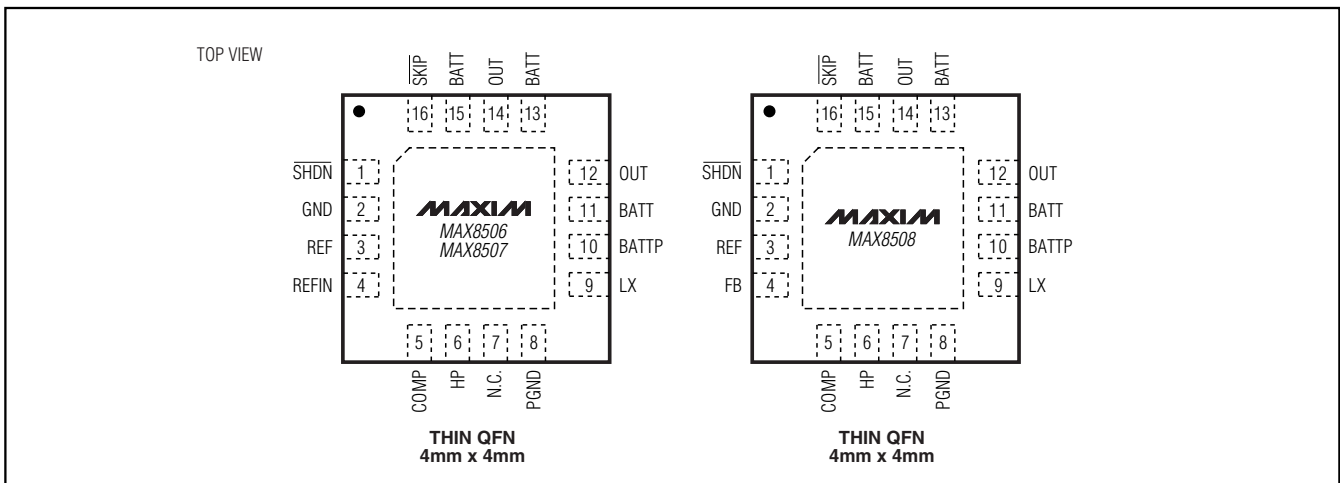 TOP VIEW
SKIP
BATT
OUT
BATT
16
15
14
13
SHDN 1
GND 2
REF 3
REFIN 4
MAXIM
MAX8506
MAX8507
12 OUT
11 BATT
10 BATTP
9 LX
5
6
7
8
COMP
HP
N.C.
PGND
THIN QFN
4mm x 4mm
SKIP
BATT
OUT
BATT
16
15
14
13
SHDN 1
GND 2
REF 3
FB 4
MAXIM
MAX8508
12 OUT
11 BATT
10 BATTP
9 LX
5
6
7
8
COMP
HP
N.C.
PGND
THIN QFN
4mm x 4mm